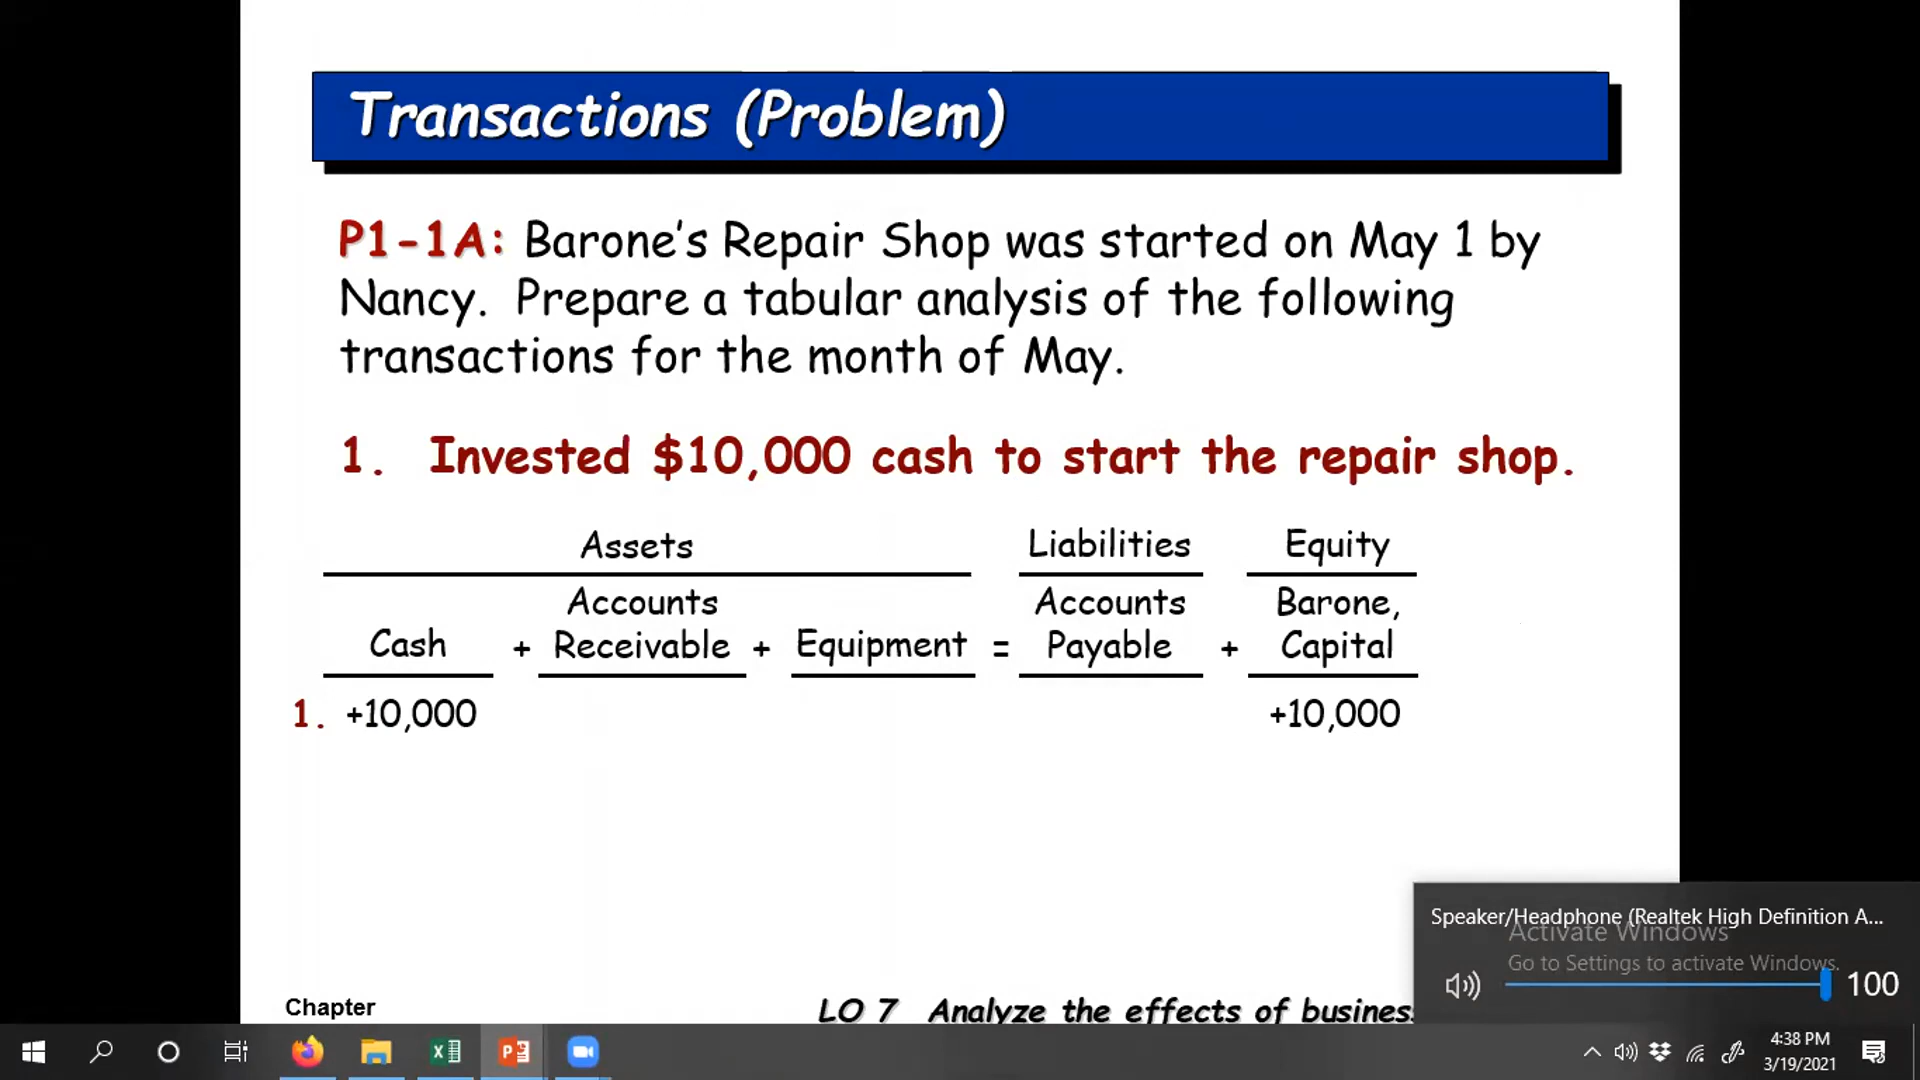 Transactions (Problem)
P1-1A: Barone's Repair Shop was started on May 1 by
Nancy. Prepare a tabular analysis of the following
transactions for the month of May.
1. Invested $10,000 cash to start the repair shop.
Assets Liabilities Equity
Accounts Accounts Barone,
Cash + Receivable + Equipment = Payable + Capital
1. +10,000 +10,000
Speaker/Headphone (Realtek High Definition A...
Activate Windows
Go to Settings to activate Windows.
100
Chapter
LO 7 Analyze the effects of busines
4:38 PM
3/19/2021